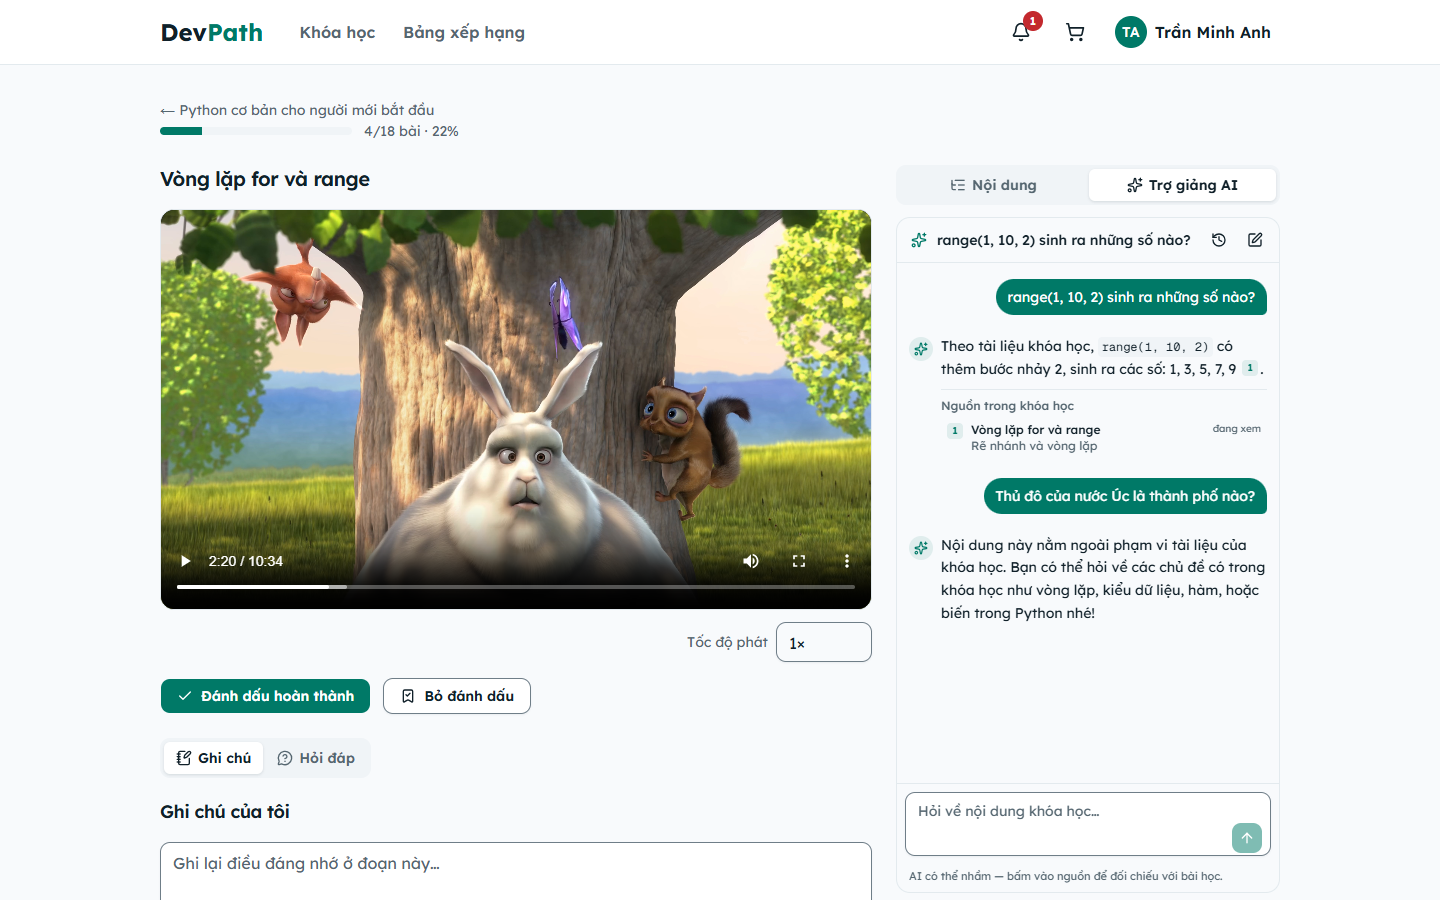 DevPath
Khóa học
Bảng xếp hạng
1
TA
Trần Minh Anh
← Python cơ bản cho người mới bắt đầu
4/18 bài · 22%
Vòng lặp for và range
2:20 / 10:34
Tốc độ phát
1×
Đánh dấu hoàn thành
Bỏ đánh dấu
Ghi chú
Hỏi đáp
Ghi chú của tôi
Ghi lại điều đáng nhớ ở đoạn này…
Nội dung
Trợ giảng AI
range(1, 10, 2) sinh ra những số nào?
range(1, 10, 2) sinh ra những số nào?
Theo tài liệu khóa học, range(1, 10, 2) có
thêm bước nhảy 2, sinh ra các số: 1, 3, 5, 7, 9 1 .
Nguồn trong khóa học
1 Vòng lặp for và range đang xem
Rẽ nhánh và vòng lặp
Thủ đô của nước Úc là thành phố nào?
Nội dung này nằm ngoài phạm vi tài liệu của
khóa học. Bạn có thể hỏi về các chủ đề có trong
khóa học như vòng lặp, kiểu dữ liệu, hàm, hoặc
biến trong Python nhé!
Hỏi về nội dung khóa học…
AI có thể nhầm — bấm vào nguồn để đối chiếu với bài học.